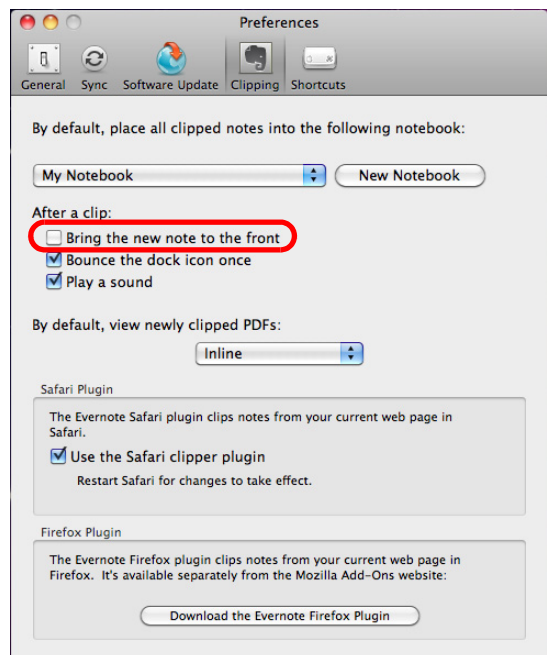 Preferences
General Sync Software Update Clipping Shortcuts
By default, place all clipped notes into the following notebook:
My Notebook New Notebook
After a clip:
Bring the new note to the front
Bounce the dock icon once
Play a sound
By default, view newly clipped PDFs:
Inline
Safari Plugin
The Evernote Safari plugin clips notes from your current web page in
Safari.
Use the Safari clipper plugin
Restart Safari for changes to take effect.
Firefox Plugin
The Evernote Firefox plugin clips notes from your current web page in
Firefox. It's available separately from the Mozilla Add-Ons website:
Download the Evernote Firefox Plugin